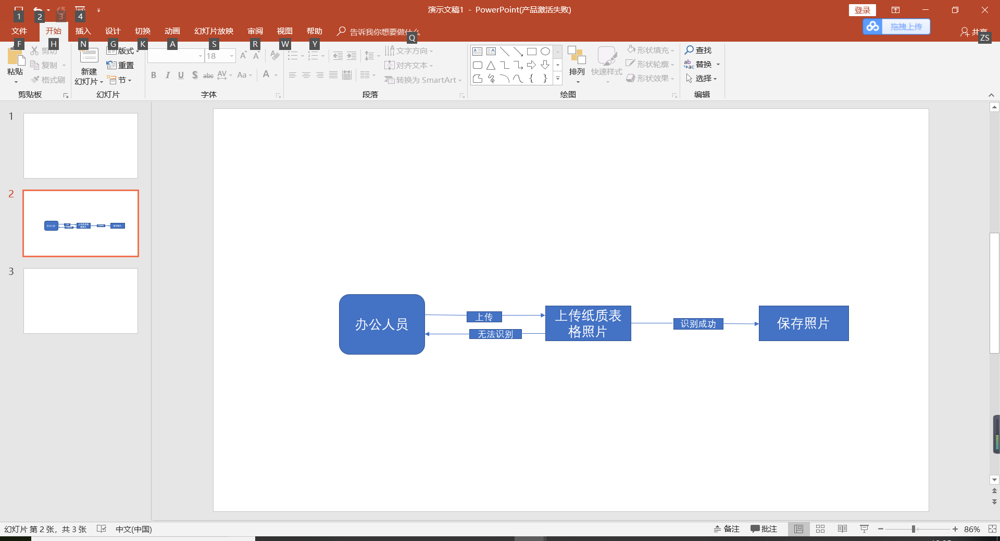 演示文稿1 - PowerPoint(产品激活失败)
登录
1
2
3
4
文件
开始
插入
设计
切换
动画
幻灯片放映
审阅
视图
帮助
告诉我你想要做什么
拖拽上传
共享
F
H
N
G
K
A
S
R
W
Y
Q
ZS
粘贴
剪切
复制
格式刷
新建
幻灯片
版式
重置
节
18
B I U S abc AV Aa A
文字方向
对齐文本
转换为 SmartArt
排列
快速样式
形状填充
形状轮廓
形状效果
查找
替换
选择
剪贴板
幻灯片
字体
段落
绘图
编辑
1
2
3
办公人员
上传
无法识别
上传纸质表
格照片
识别成功
保存照片
幻灯片 第 2 张，共 3 张
中文(中国)
备注
批注
86%